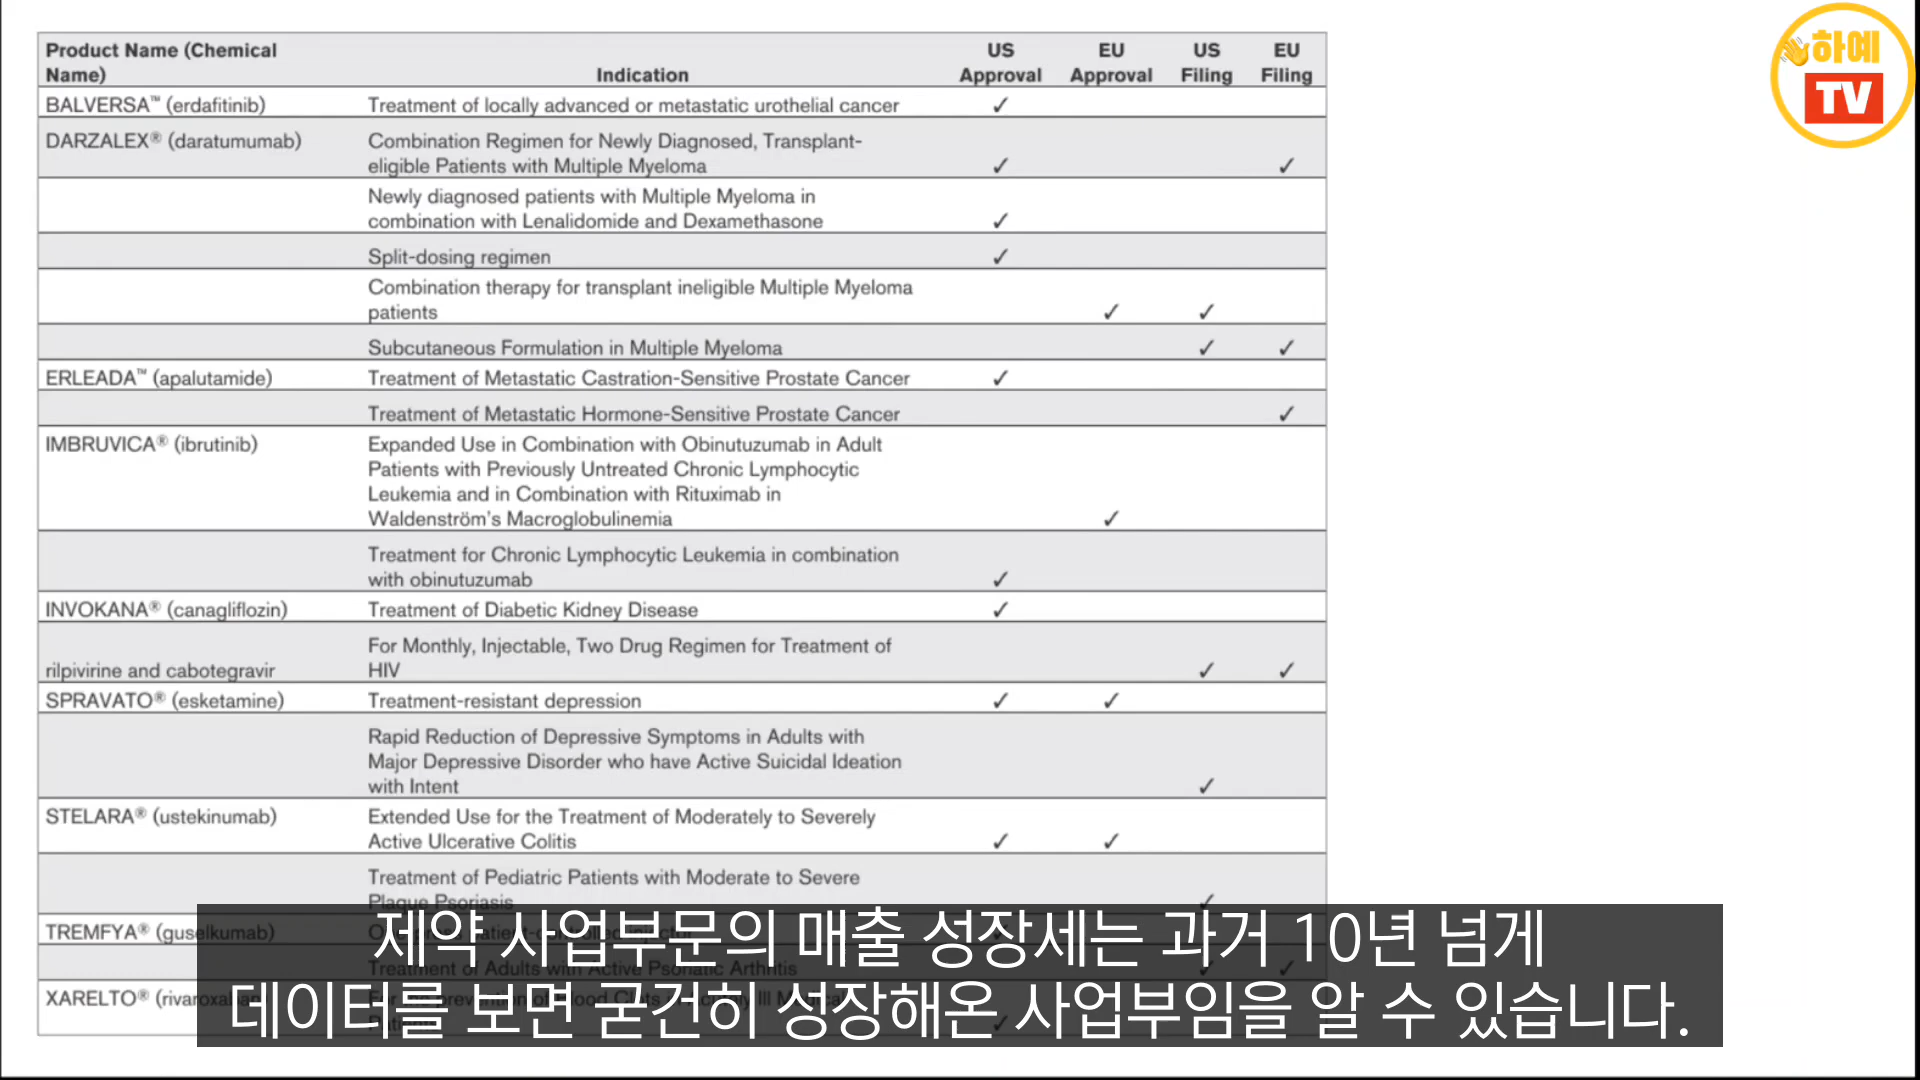 Product Name (Chemical
Name)
Indication
US
Approval
EU
Approval
US
Filing
EU
Filing
BALVERSA™ (erdafitinib) Treatment of locally advanced or metastatic urothelial cancer ✓
DARZALEX® (daratumumab) Combination Regimen for Newly Diagnosed, Transplant-
eligible Patients with Multiple Myeloma ✓ ✓
Newly diagnosed patients with Multiple Myeloma in
combination with Lenalidomide and Dexamethasone ✓
Split-dosing regimen ✓
Combination therapy for transplant ineligible Multiple Myeloma
patients ✓ ✓
Subcutaneous Formulation in Multiple Myeloma ✓ ✓
ERLEADA™ (apalutamide) Treatment of Metastatic Castration-Sensitive Prostate Cancer ✓
Treatment of Metastatic Hormone-Sensitive Prostate Cancer ✓
IMBRUVICA® (ibrutinib) Expanded Use in Combination with Obinutuzumab in Adult
Patients with Previously Untreated Chronic Lymphocytic
Leukemia and in Combination with Rituximab in
Waldenström's Macroglobulinemia ✓
Treatment for Chronic Lymphocytic Leukemia in combination
with obinutuzumab ✓
INVOKANA® (canagliflozin) Treatment of Diabetic Kidney Disease ✓
For Monthly, Injectable, Two Drug Regimen for Treatment of
rilpivirine and cabotegravir HIV ✓ ✓
SPRAVATO® (esketamine) Treatment-resistant depression ✓ ✓
Rapid Reduction of Depressive Symptoms in Adults with
Major Depressive Disorder who have Active Suicidal Ideation
with Intent ✓
STELARA® (ustekinumab) Extended Use for the Treatment of Moderately to Severely
Active Ulcerative Colitis ✓ ✓
Treatment of Pediatric Patients with Moderate to Severe
Plaque Psoriasis ✓
TREMFYA® (guselkumab)
Treatment of Adults with Active Psoriatic Arthritis ✓ ✓
XARELTO® (rivaroxaban)
제약 사업부문의 매출 성장세는 과거 10년 넘게
데이터를 보면 굳건히 성장해온 사업부임을 알 수 있습니다.
하예
TV